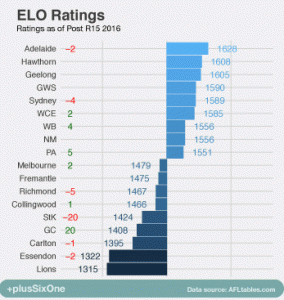 ELO Ratings
Ratings as of Post R15 2016
Adelaide -2 1628
Hawthorn 1608
Geelong 1605
GWS 1590
Sydney -4 1589
WCE 2 1585
WB 4 1556
NM 1556
PA 5 1551
Melbourne 2 1479
Fremantle 1475
Richmond -5 1467
Collingwood 1 1466
StK -20 1424
GC 20 1408
Carlton -1 1395
Essendon -2 1322
Lions 1315
+plusSixOne Data source: AFLtables.com